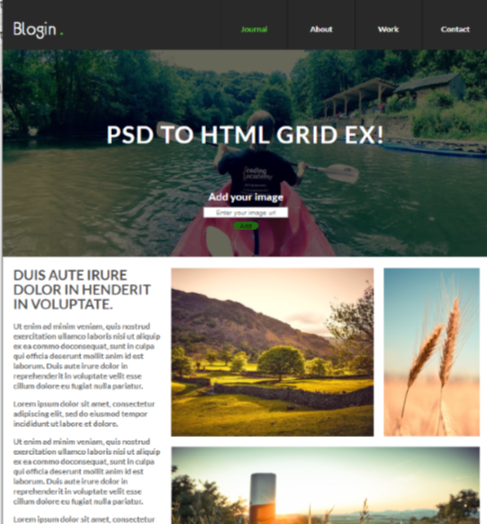 Blogin .
Journal
About
Work
Contact
PSD TO HTML GRID EX!
Add your image
Enter your image url
DUIS AUTE IRURE
DOLOR IN HENDERIT
IN VOLUPTATE.
Ut enim ad minim veniam, quis nostrud
exercitation ullamco laboris nisi ut aliquip
ex ea commo doconsequat, sunt in culpa
qui officia deserunt mollit anim id est
laborum. Duis aute irure dolor in
reprehenderit in voluptate velit esse
cillum dolore eu fugiat nulla pariatur.
Lorem ipsum dolor sit amet, consectetur
adipiscing elit, sed do eiusmod tempor
incididunt ut labore et dolore.
Ut enim ad minim veniam, quis nostrud
exercitation ullamco laboris nisi ut aliquip
ex ea commo doconsequat, sunt in culpa
qui officia deserunt mollit anim id est
laborum. Duis aute irure dolor in
reprehenderit in voluptate velit esse
cillum dolore eu fugiat nulla pariatur.
Lorem ipsum dolor sit amet, consectetur